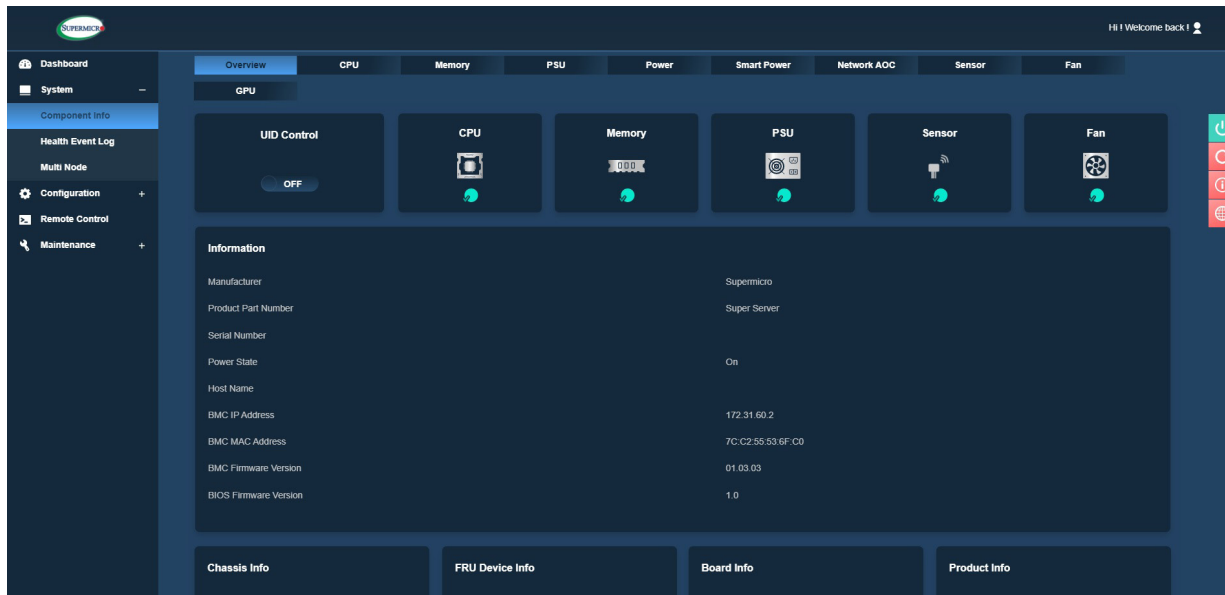 SUPERMICR
Hi ! Welcome back !
Dashboard
System
Component Info
Health Event Log
Multi Node
Configuration
Remote Control
Maintenance
Overview CPU Memory PSU Power Smart Power Network AOC Sensor Fan
GPU
UID Control CPU Memory PSU Sensor Fan
OFF
Information
Manufacturer Supermicro
Product Part Number Super Server
Serial Number
Power State On
Host Name
BMC IP Address 172.31.60.2
BMC MAC Address 7C:C2:55:53:6F:C0
BMC Firmware Version 01.03.03
BIOS Firmware Version 1.0
Chassis Info FRU Device Info Board Info Product Info